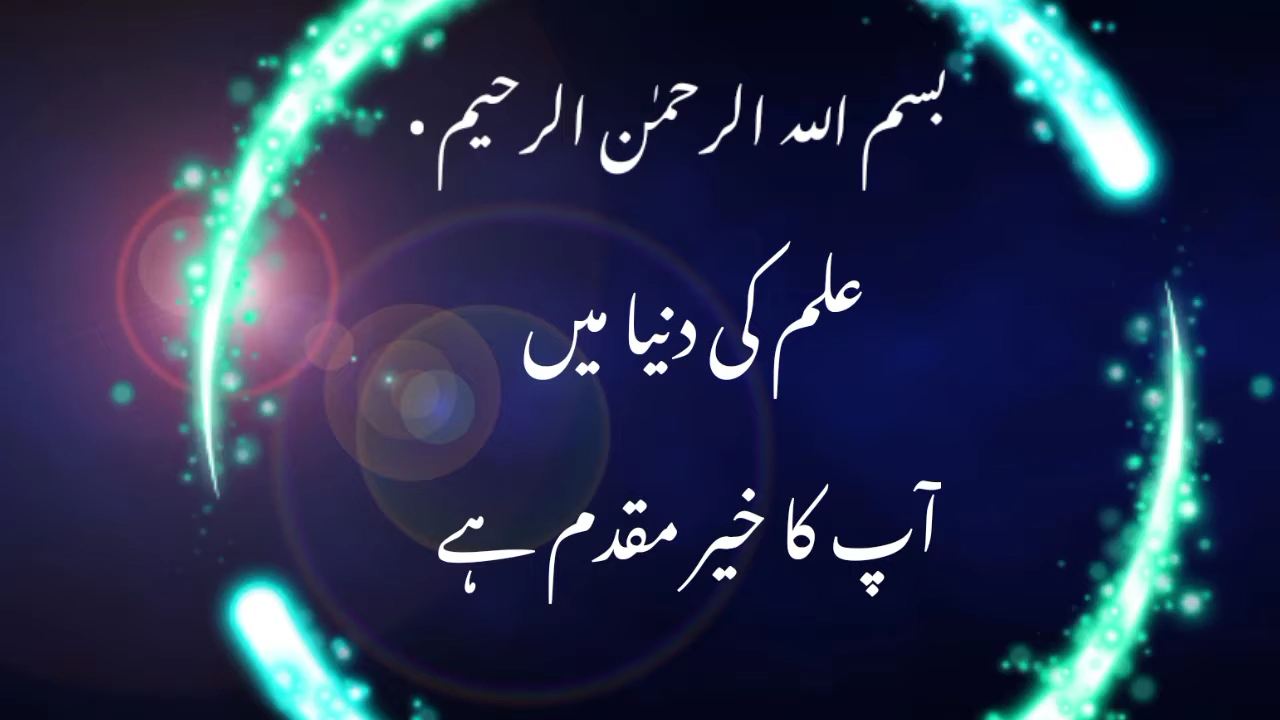 بسم اللہ الرحمٰن الرحیم •
علم کی دنیا میں
آپ کا خیر مقدم ہے